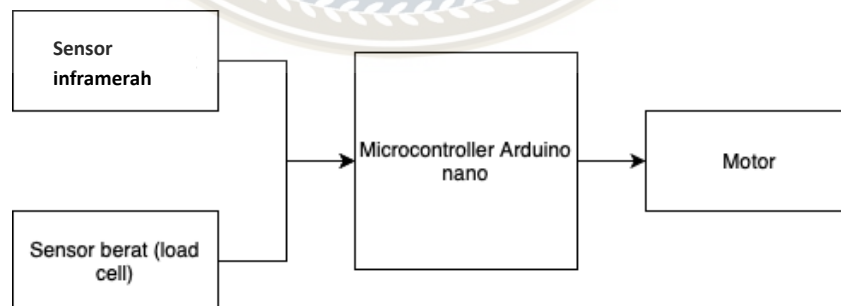 Sensor
inframerah
Microcontroller Arduino
nano
Motor
Sensor berat (load
cell)